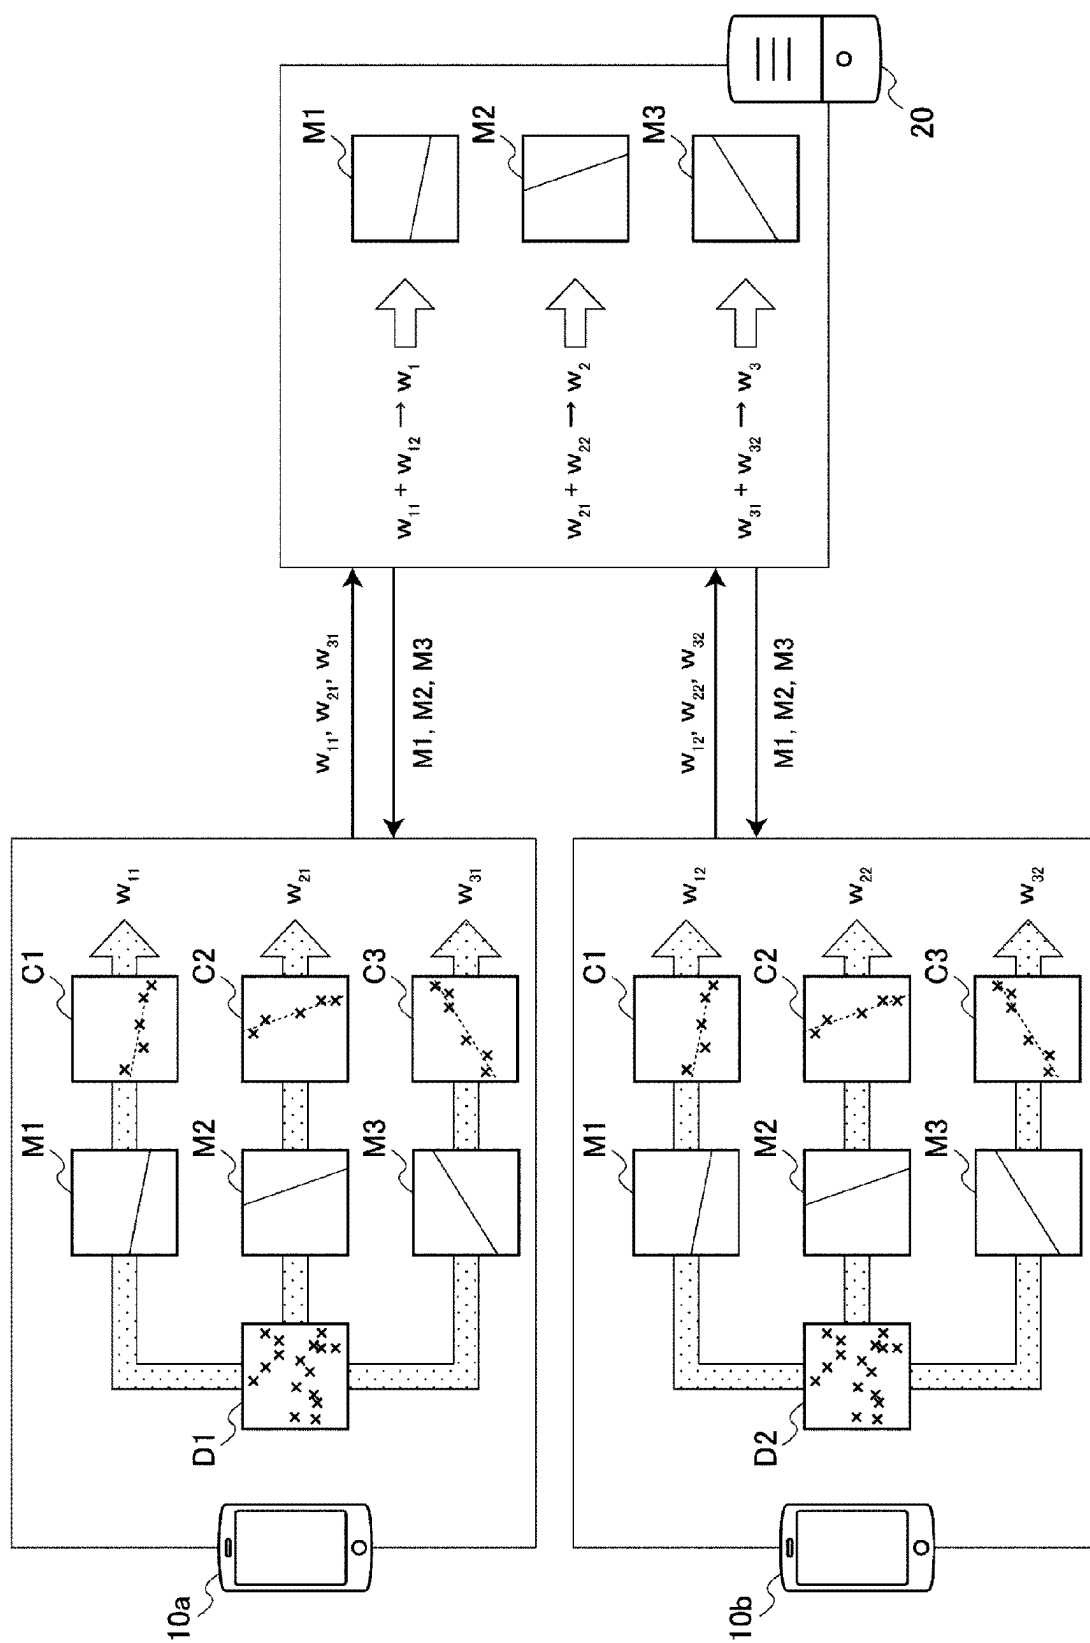 10a
D1
M1
C1
w11
M2
C2
w21
M3
C3
w31
w11, w21, w31
M1, M2, M3
10b
D2
M1
C1
w12
M2
C2
w22
M3
C3
w32
w12, w22, w32
M1, M2, M3
w11 + w12 → w1
M1
w21 + w22 → w2
M2
w31 + w32 → w3
M3
20